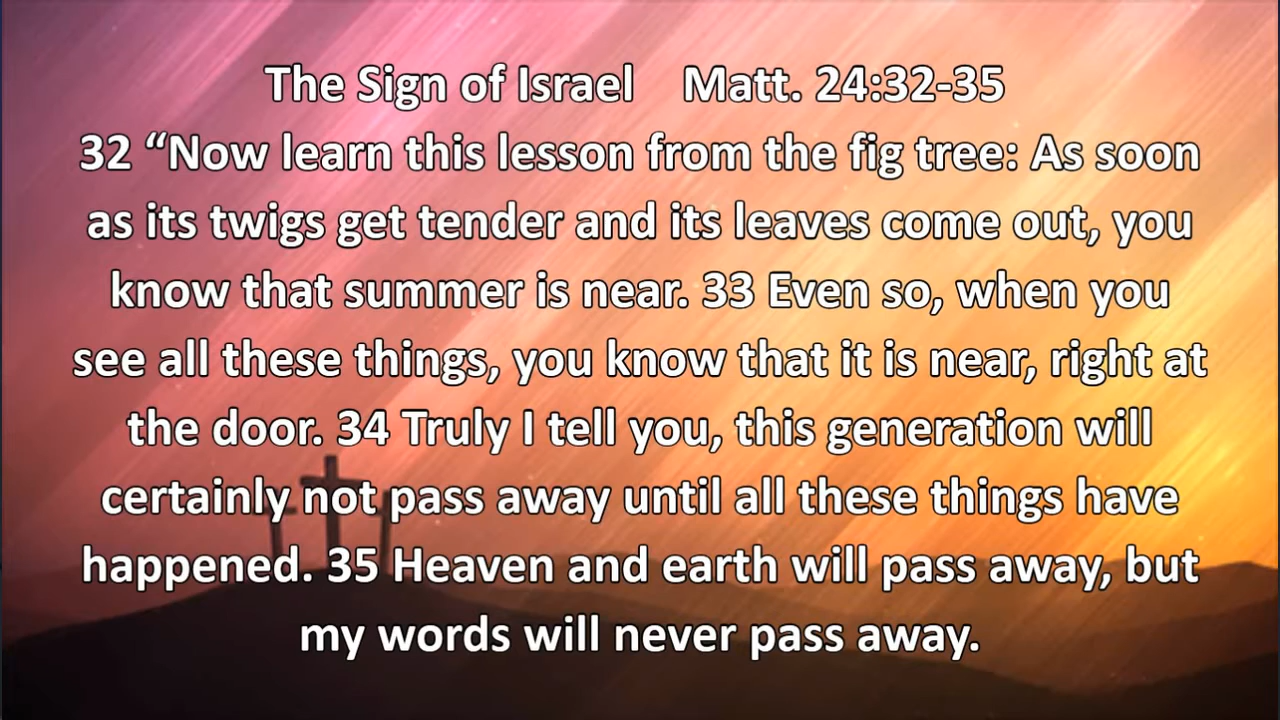 The Sign of Israel    Matt. 24:32-35
32 “Now learn this lesson from the fig tree: As soon
as its twigs get tender and its leaves come out, you
know that summer is near. 33 Even so, when you
see all these things, you know that it is near, right at
the door. 34 Truly I tell you, this generation will
certainly not pass away until all these things have
happened. 35 Heaven and earth will pass away, but
my words will never pass away.